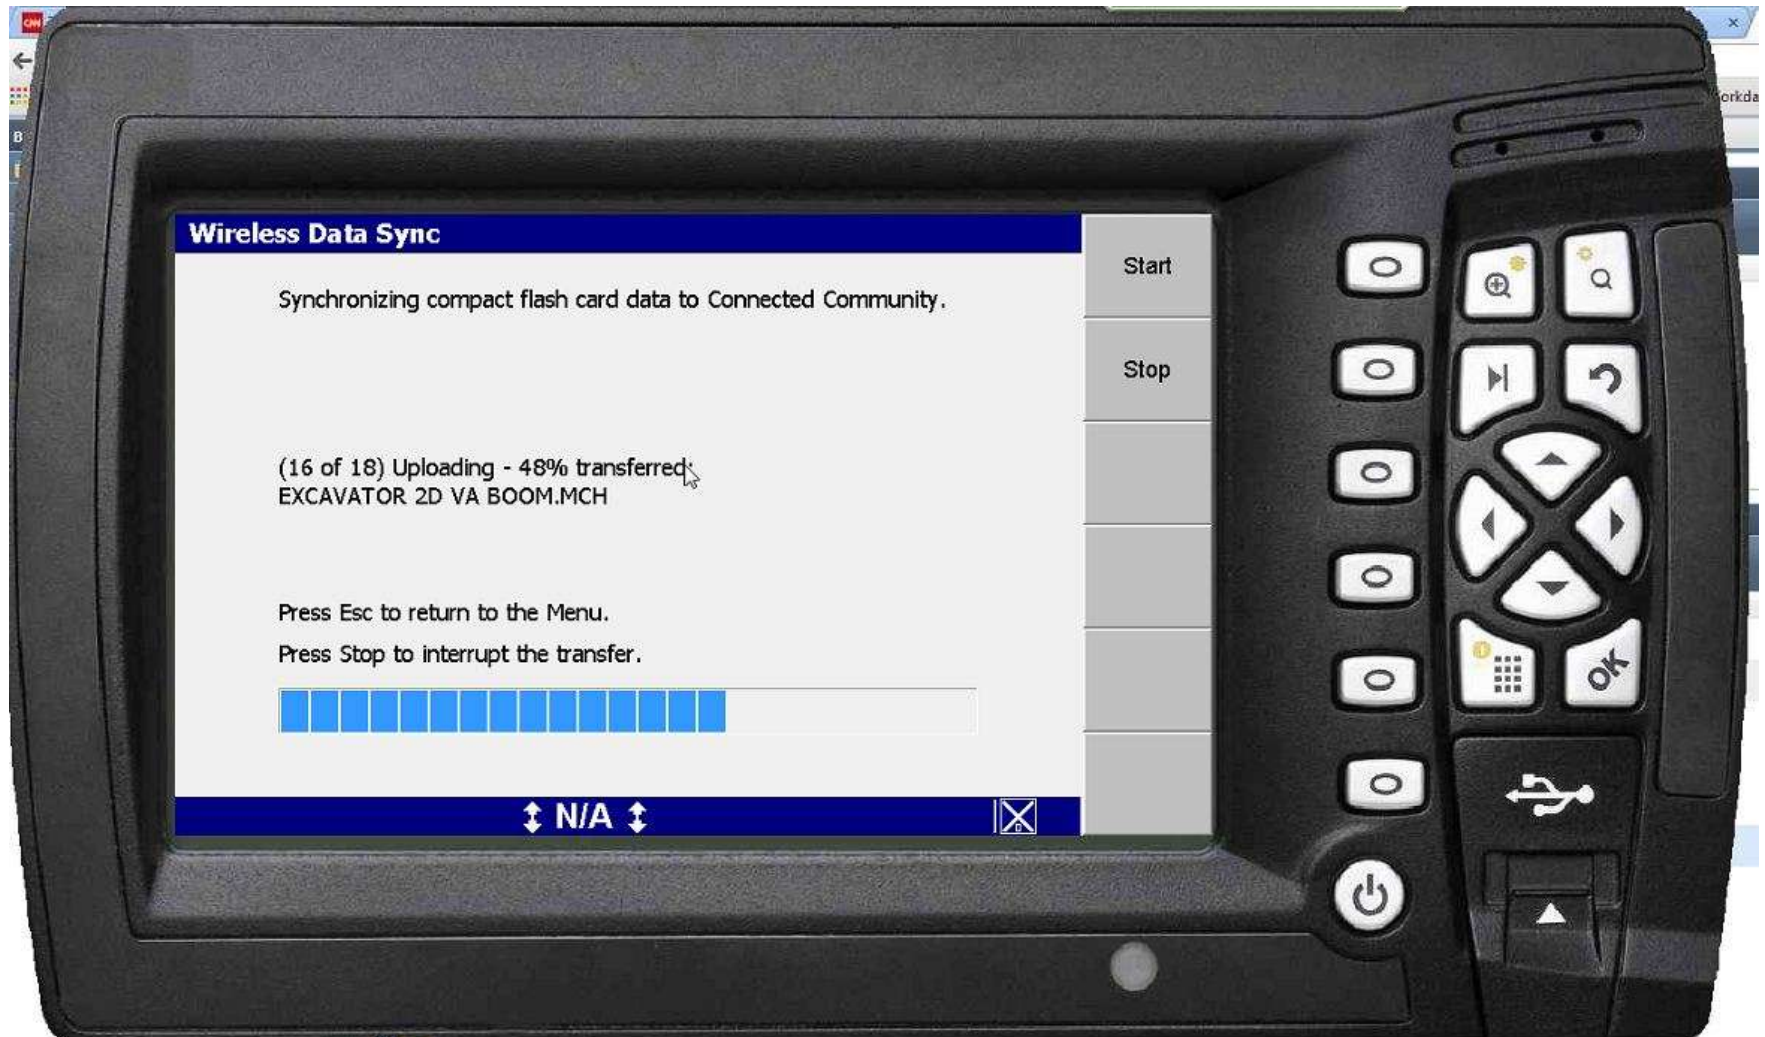 CNN
orkda
B
Wireless Data Sync
Start
Synchronizing compact flash card data to Connected Community.
Stop
(16 of 18) Uploading - 48% transferred:
EXCAVATOR 2D VA BOOM.MCH
Press Esc to return to the Menu.
Press Stop to interrupt the transfer.
OK
N/A